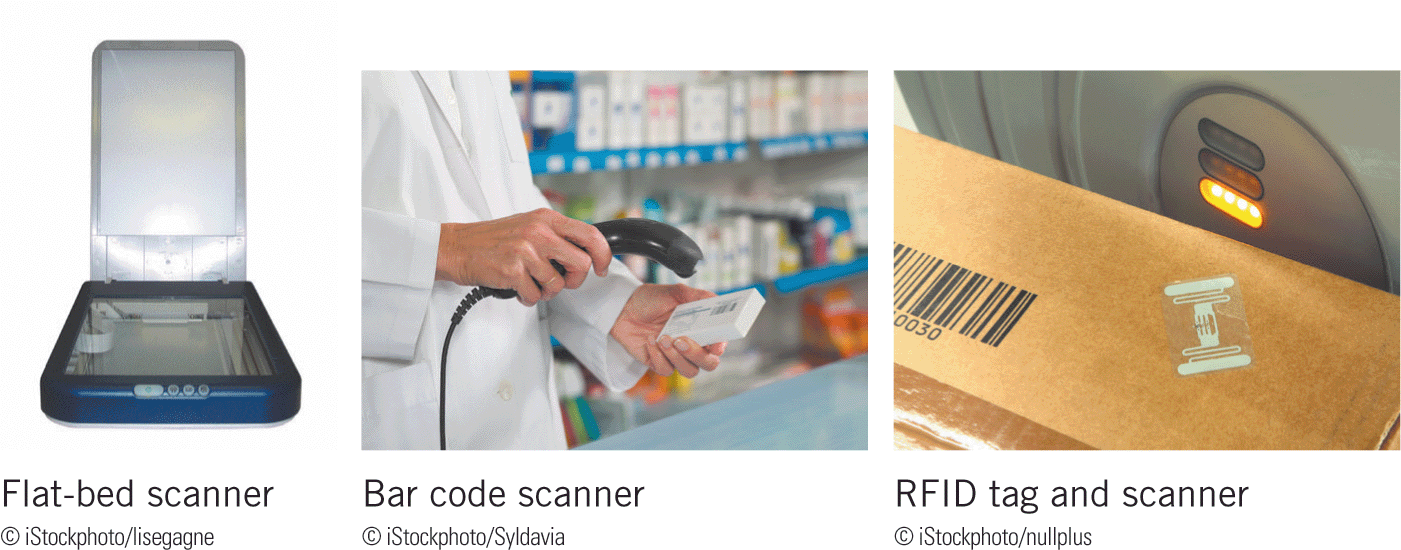 0030
Flat-bed scanner
© iStockphoto/lisegagne
Bar code scanner
© iStockphoto/Syldavia
RFID tag and scanner
© iStockphoto/nullplus